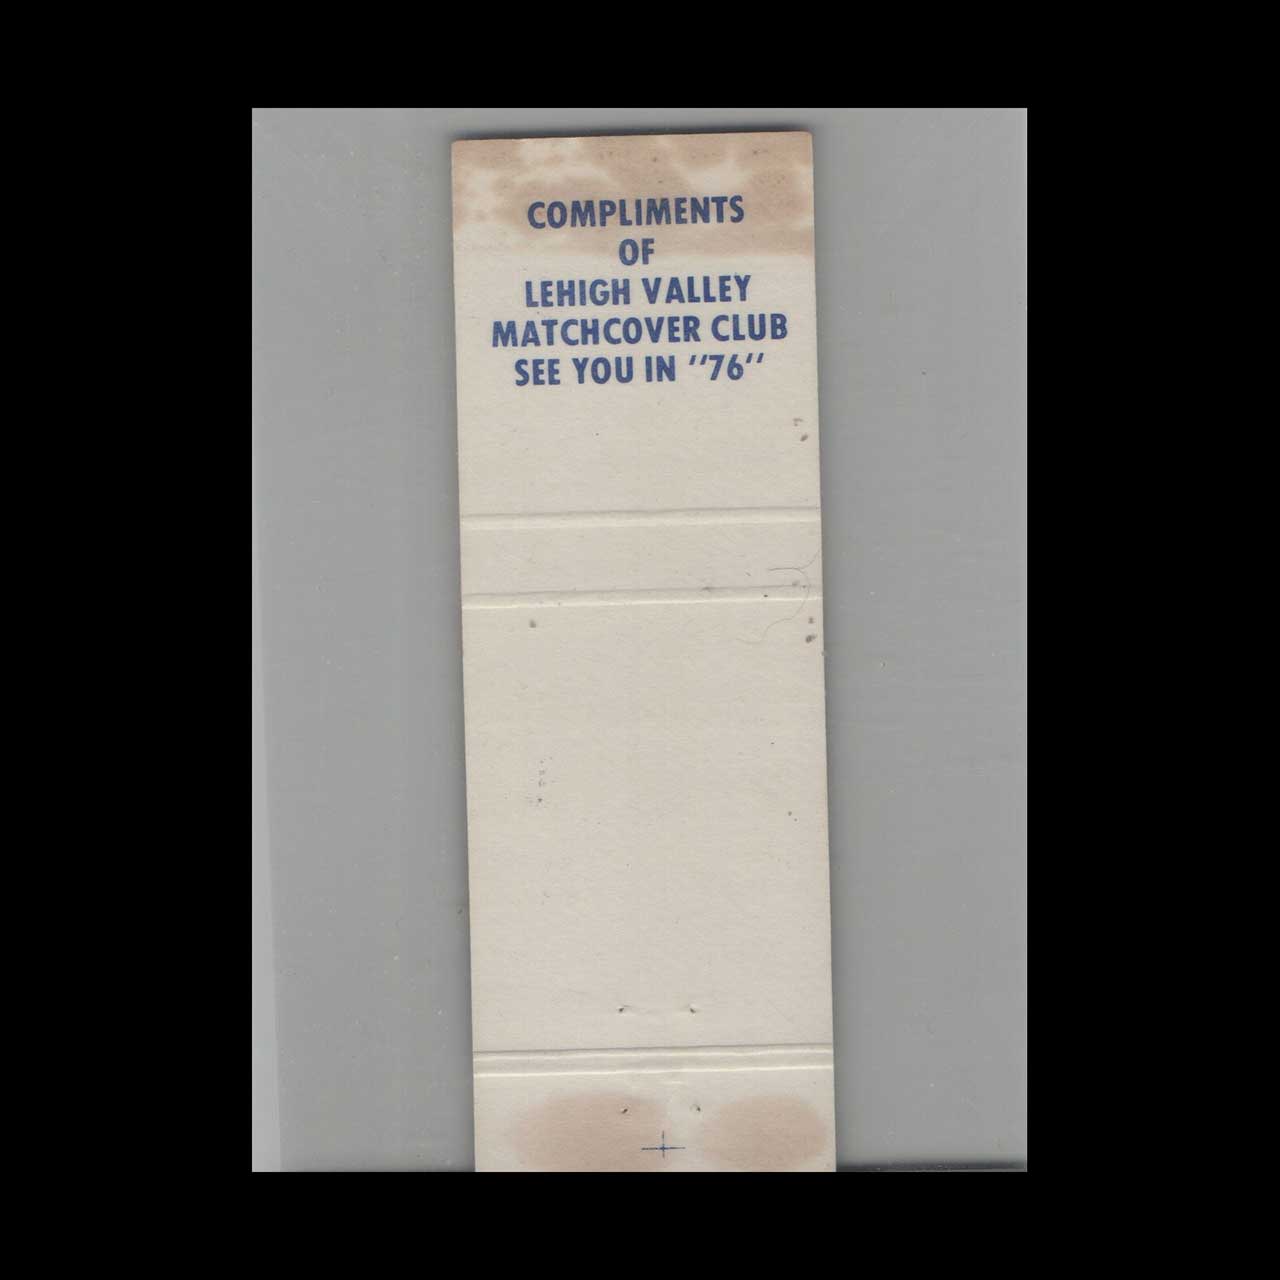 COMPLIMENTS
OF
LEHIGH VALLEY
MATCHCOVER CLUB
SEE YOU IN "76"